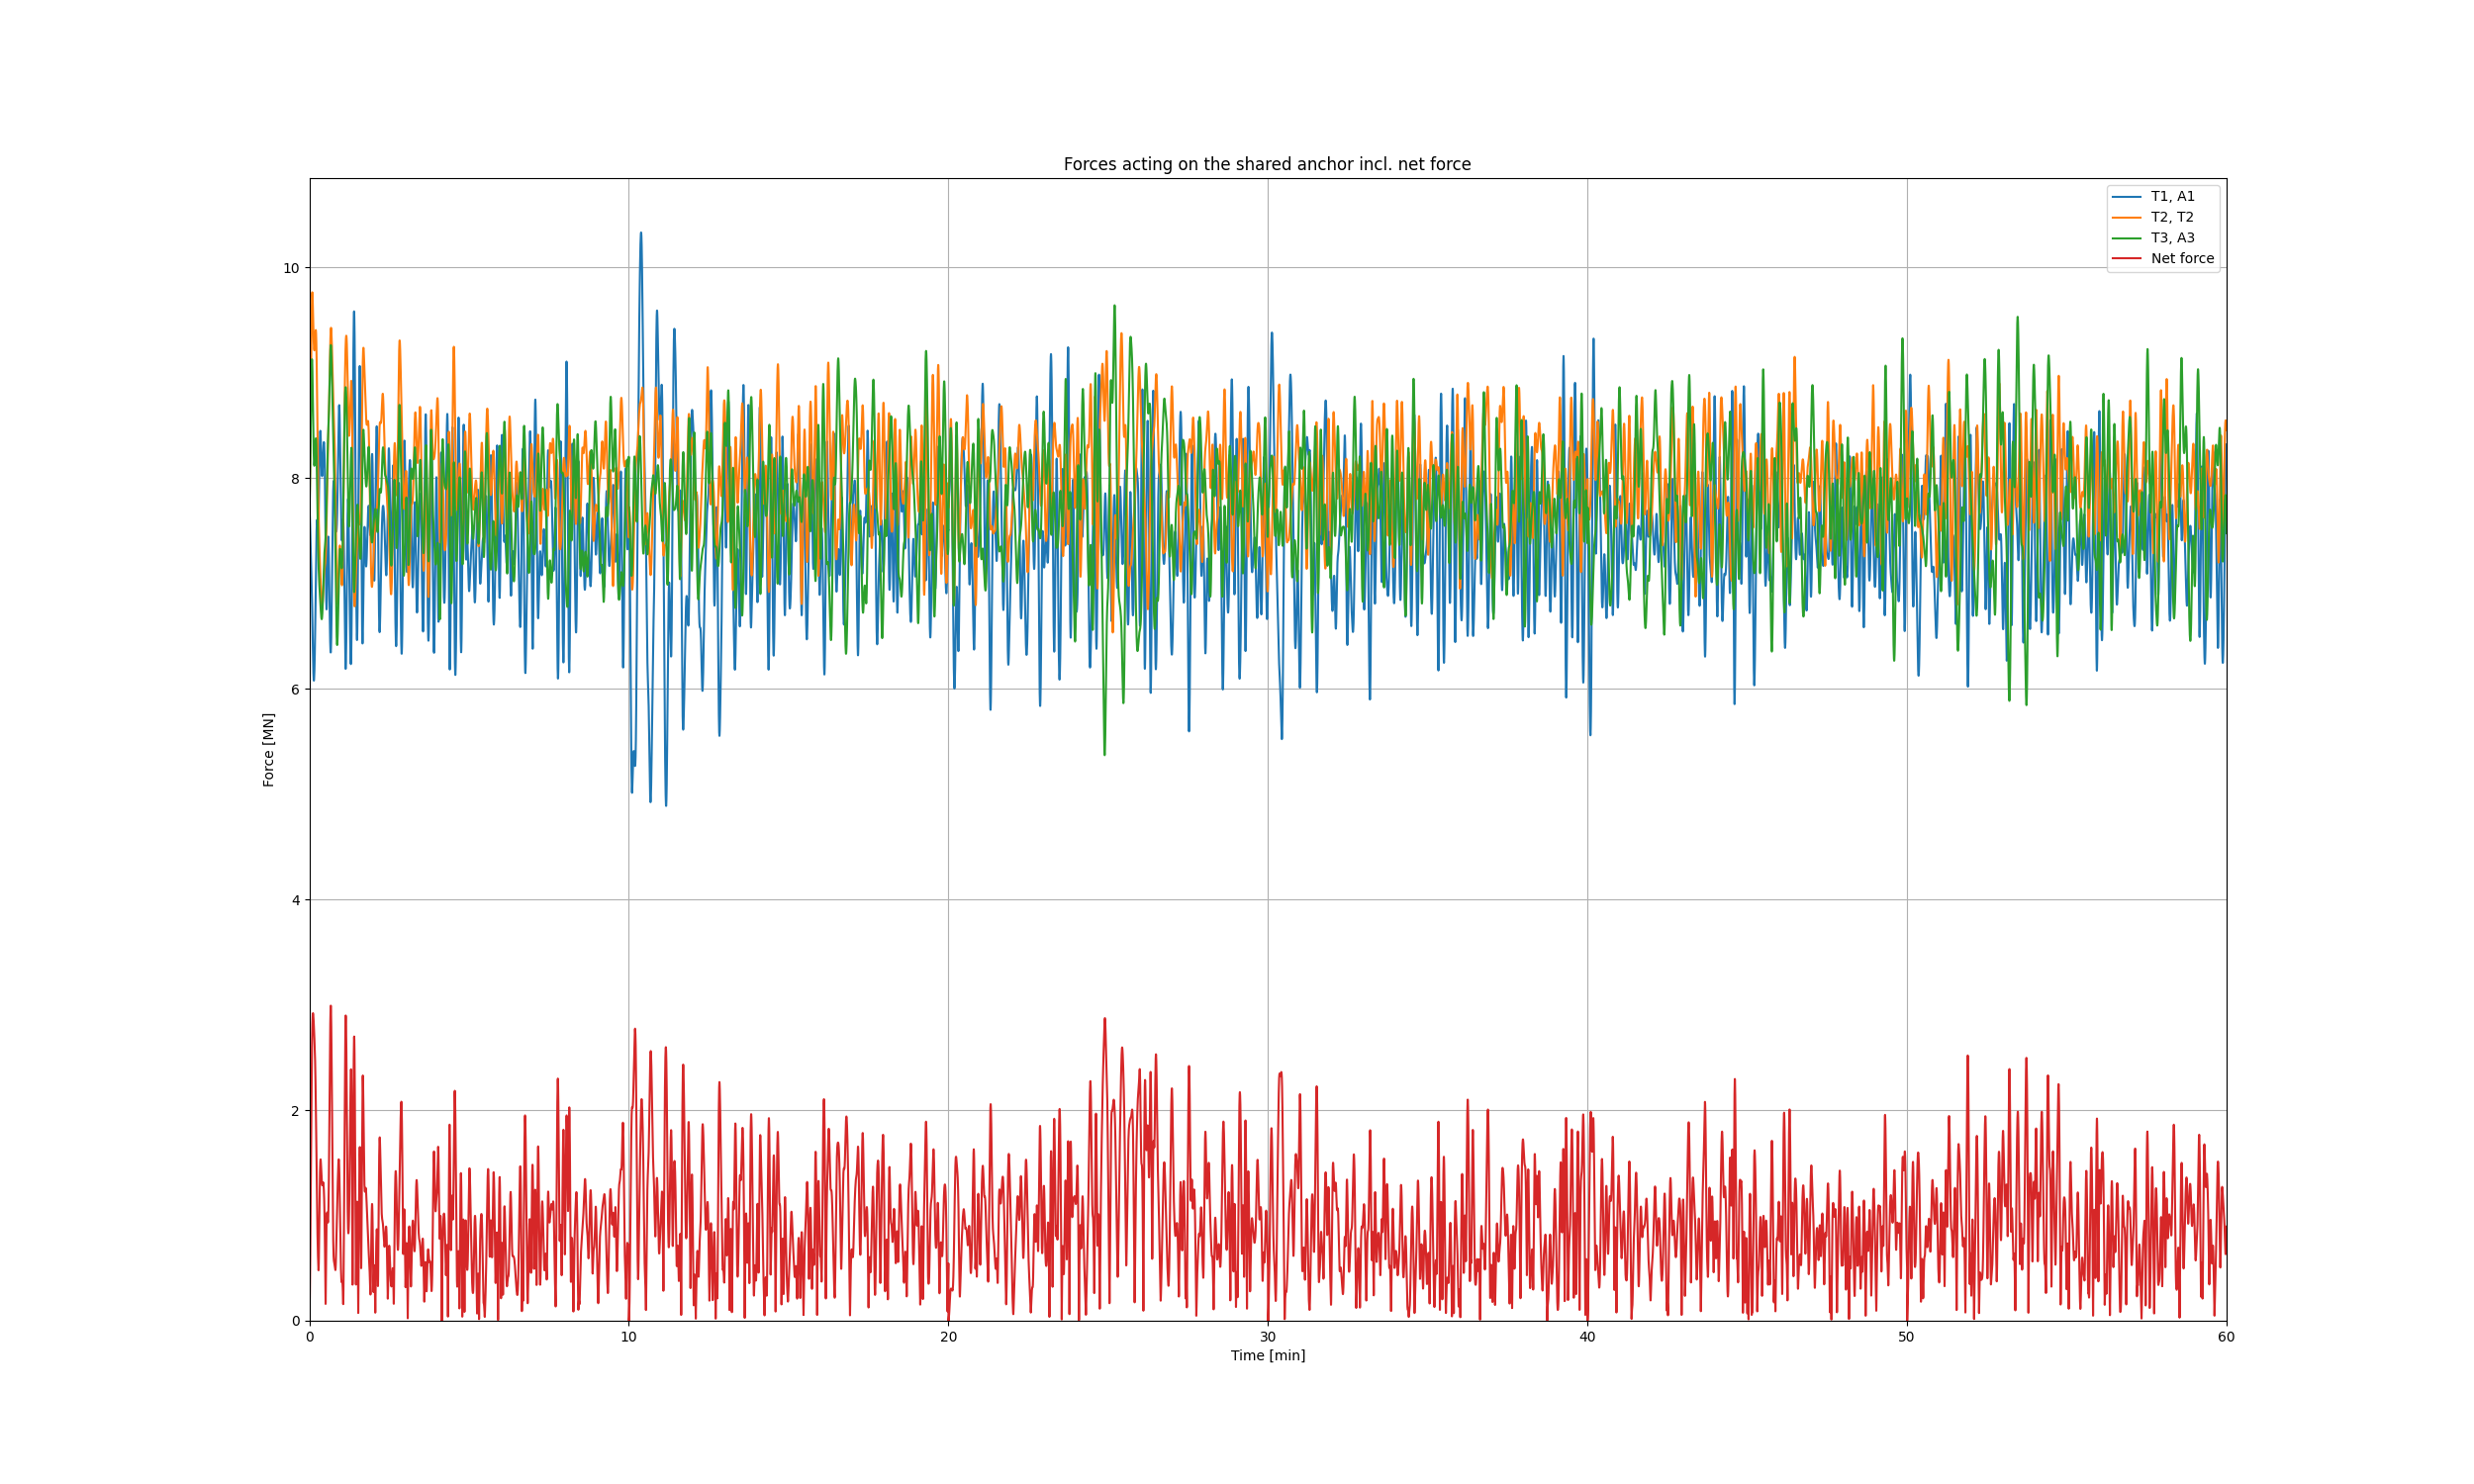 Forces acting on the shared anchor incl. net force
T1, A1
T2, T2
T3, A3
Net force
10
8
6
4
2
0
Force [MN]
0 10 20 30 40 50 60
Time [min]